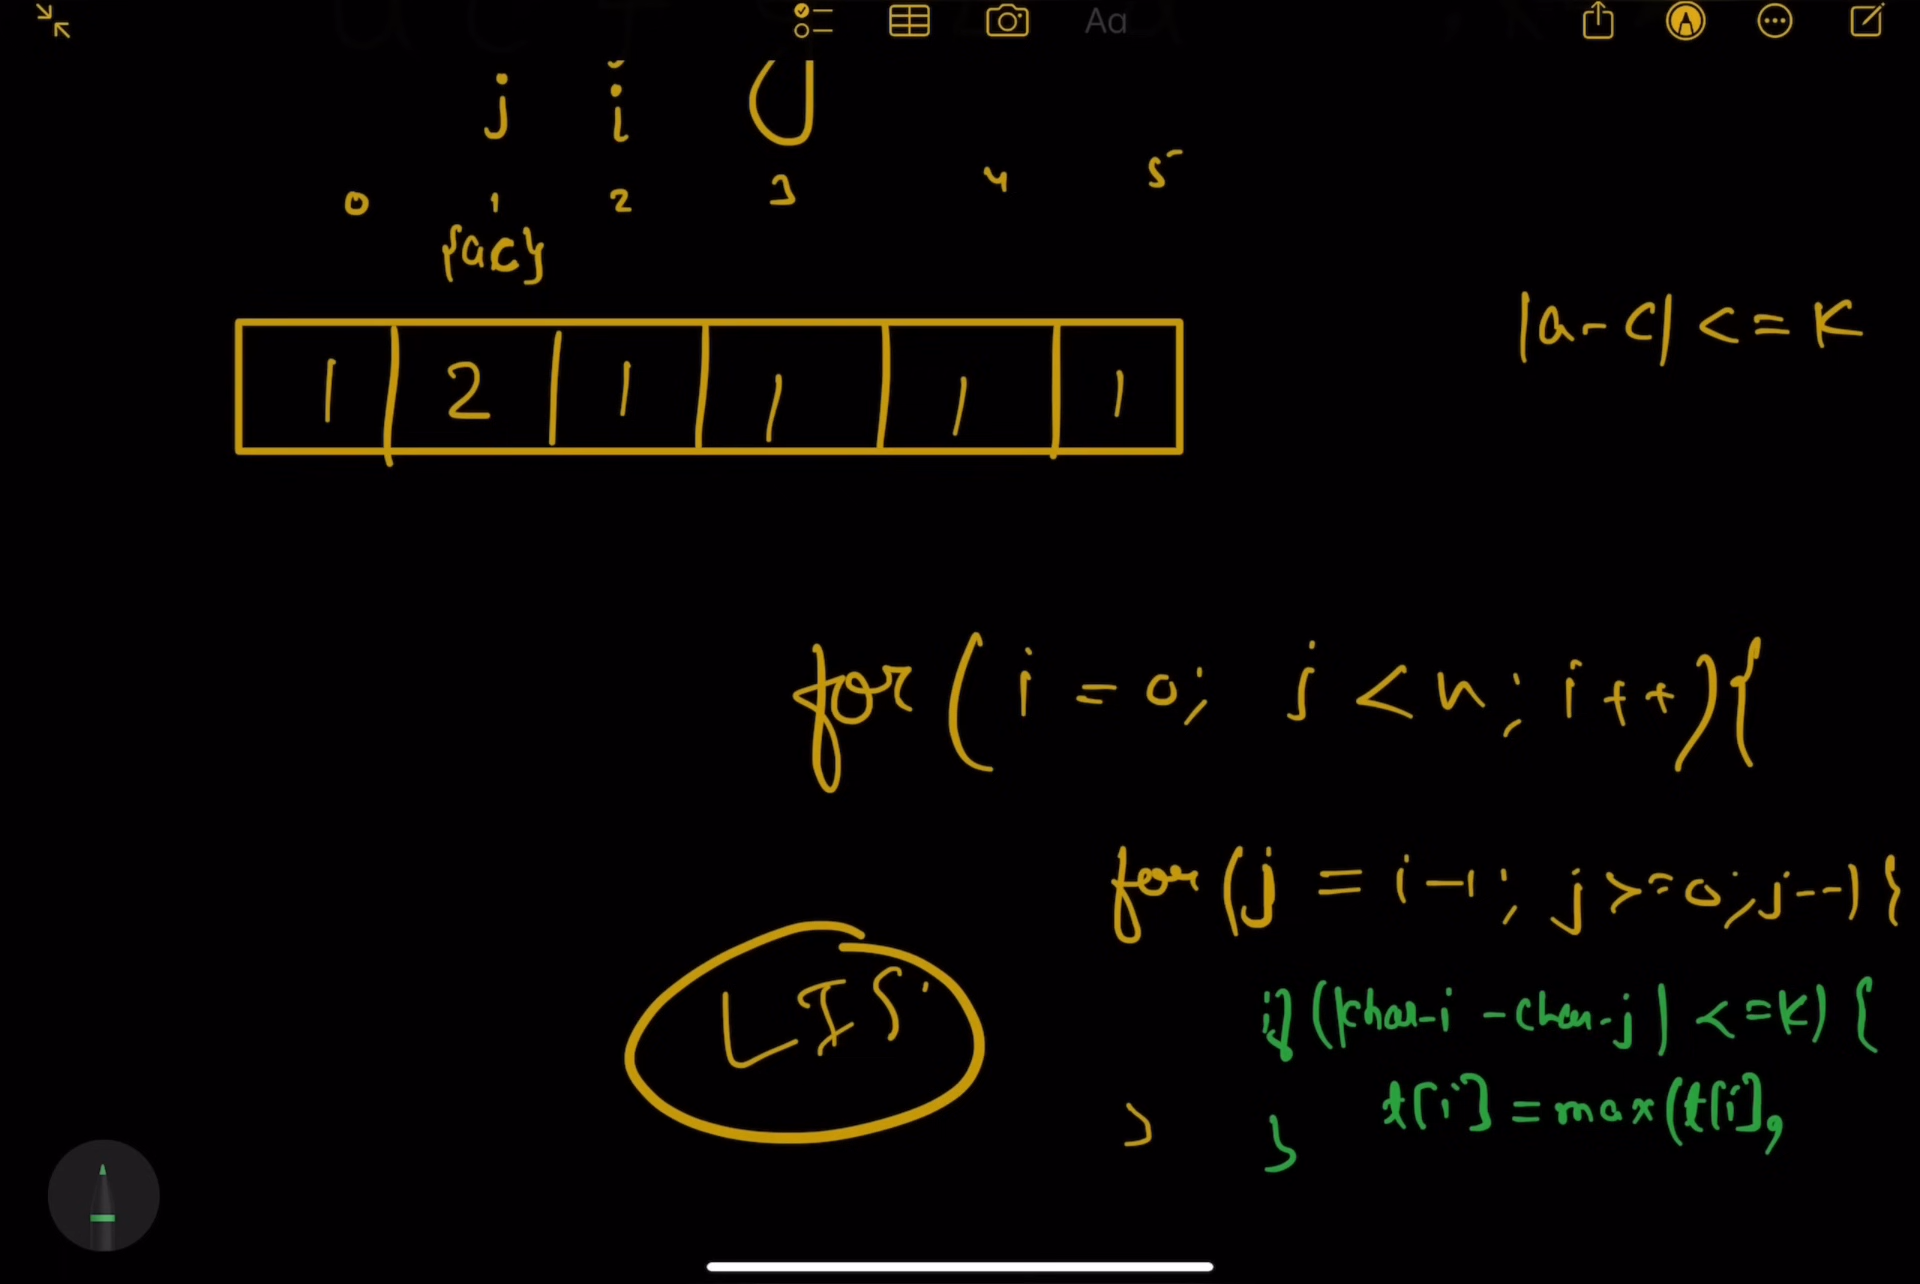 Aa
j i
0 1 2 3 4 5
{ac}
|a-c| <= K
1 2 1 1 1 1
for ( i = 0; j < n; i++){
for (j = i-1; j >= 0; j--) {
LIS
if (|char-i - char-j| <=K) {
t[i] = max(t[i],
} }